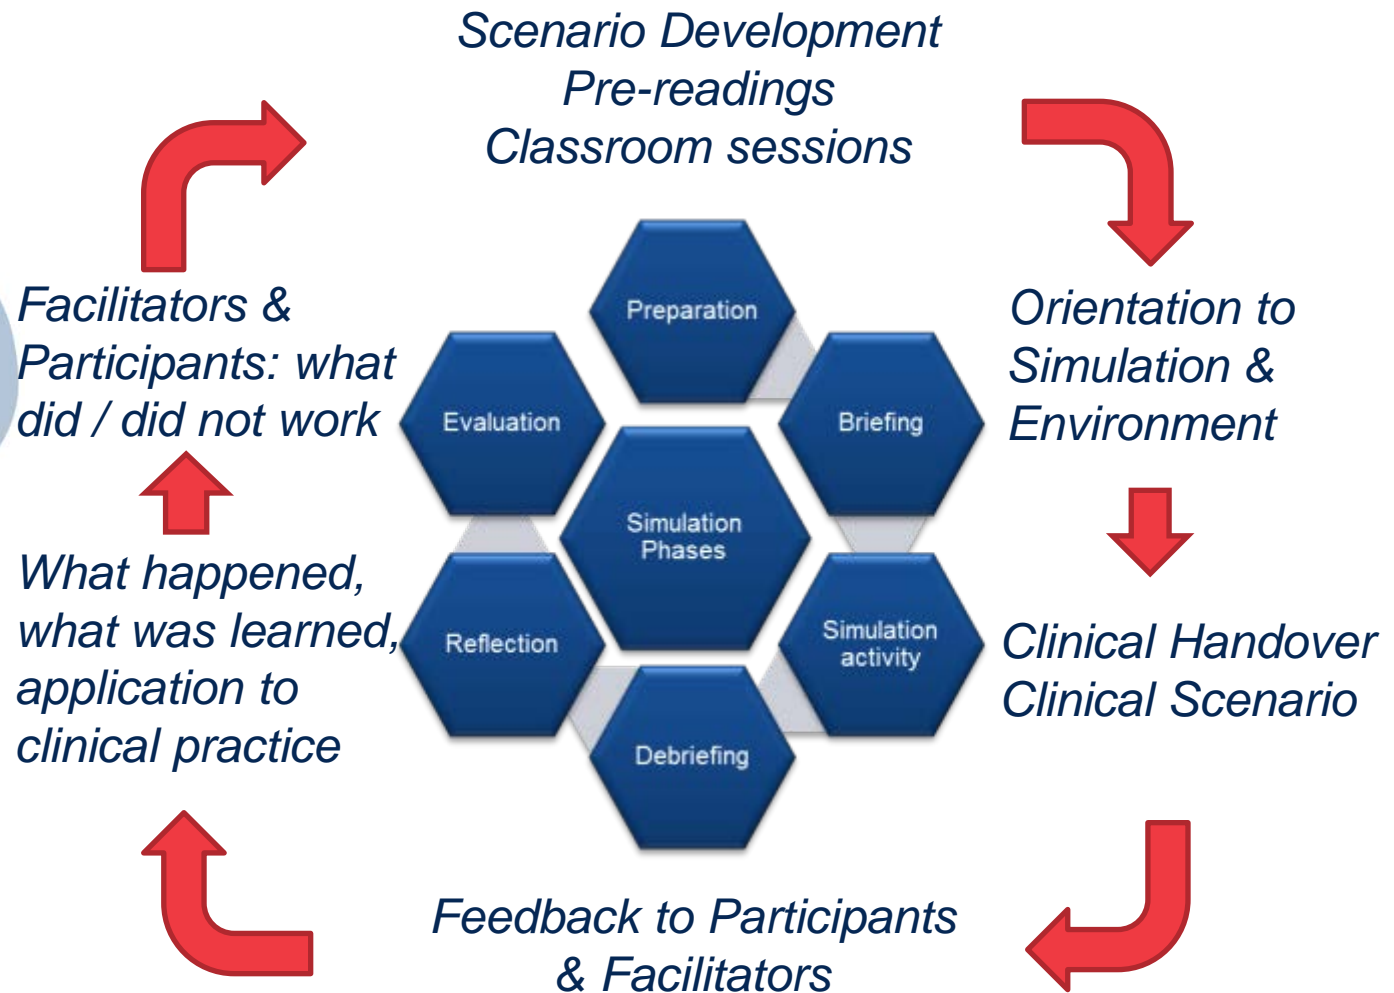 Scenario Development
Pre-readings
Classroom sessions
Orientation to
Simulation &
Environment
Clinical Handover
Clinical Scenario
Feedback to Participants
& Facilitators
What happened,
what was learned,
application to
clinical practice
Facilitators &
Participants: what
did / did not work
Preparation
Briefing
Simulation
activity
Debriefing
Reflection
Evaluation
Simulation
Phases